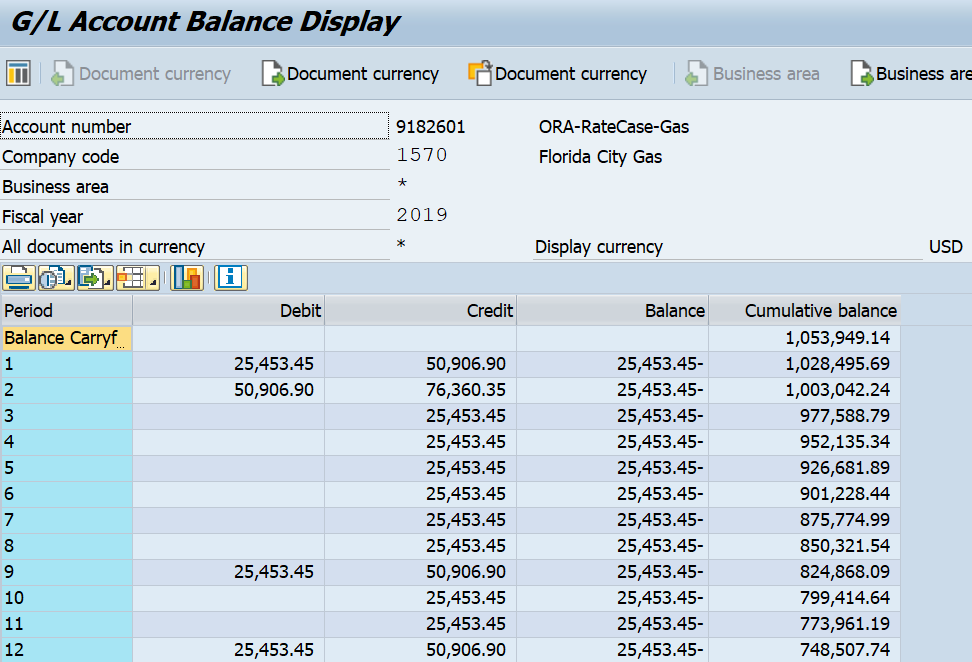 G/L Account Balance Display
Document currency Document currency Document currency Business area Business are
Account number 9182601 ORA-RateCase-Gas
Company code 1570 Florida City Gas
Business area *
Fiscal year 2019
All documents in currency * Display currency USD
Period Debit Credit Balance Cumulative balance
Balance Carryf... 1,053,949.14
1 25,453.45 50,906.90 25,453.45- 1,028,495.69
2 50,906.90 76,360.35 25,453.45- 1,003,042.24
3 25,453.45 25,453.45- 977,588.79
4 25,453.45 25,453.45- 952,135.34
5 25,453.45 25,453.45- 926,681.89
6 25,453.45 25,453.45- 901,228.44
7 25,453.45 25,453.45- 875,774.99
8 25,453.45 25,453.45- 850,321.54
9 25,453.45 50,906.90 25,453.45- 824,868.09
10 25,453.45 25,453.45- 799,414.64
11 25,453.45 25,453.45- 773,961.19
12 25,453.45 50,906.90 25,453.45- 748,507.74